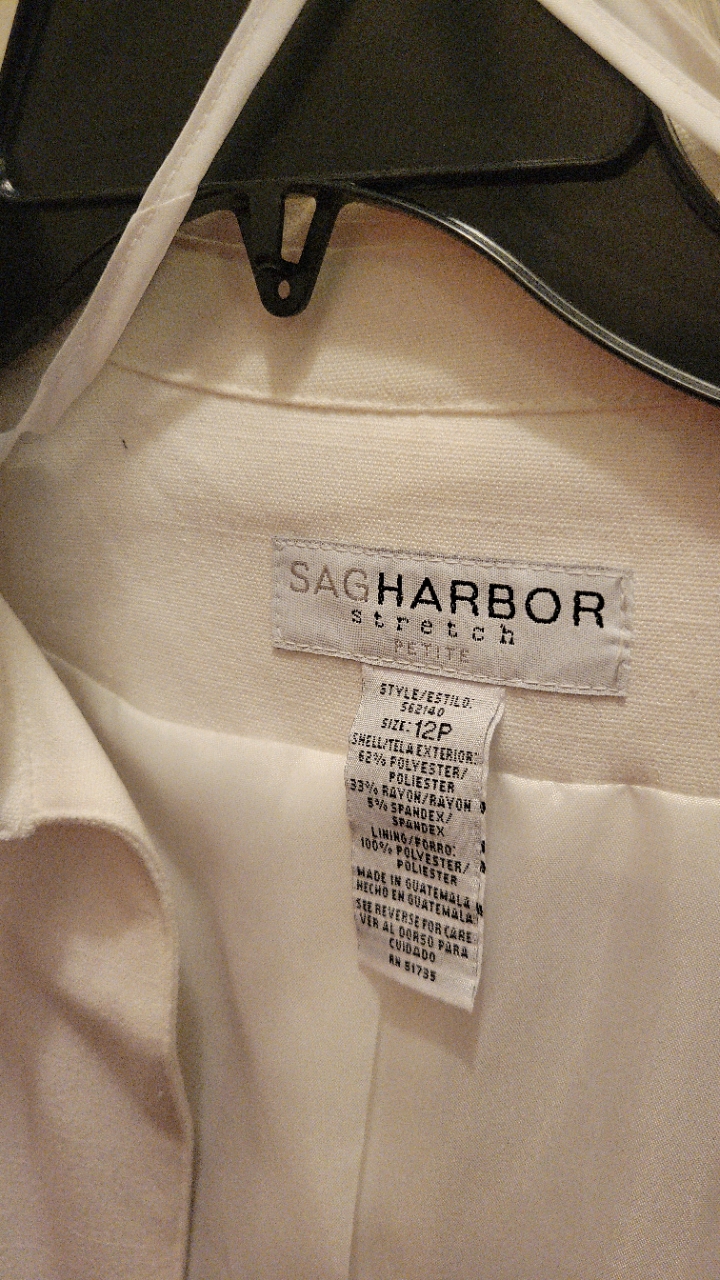 SAGHARBOR
stretch
PETITE
STYLE/ESTILO:
562140
SIZE: 12P
SHELL/TELA EXTERIOR:
62% POLYESTER/
POLIESTER
33% RAYON/RAYON
5% SPANDEX/
SPANDEX
LINING/FORRO:
100% POLYESTER/
POLIESTER
MADE IN GUATEMALA
HECHO EN GUATEMALA
SEE REVERSE FOR CARE
VER AL DORSO PARA
CUIDADO
RN 51735